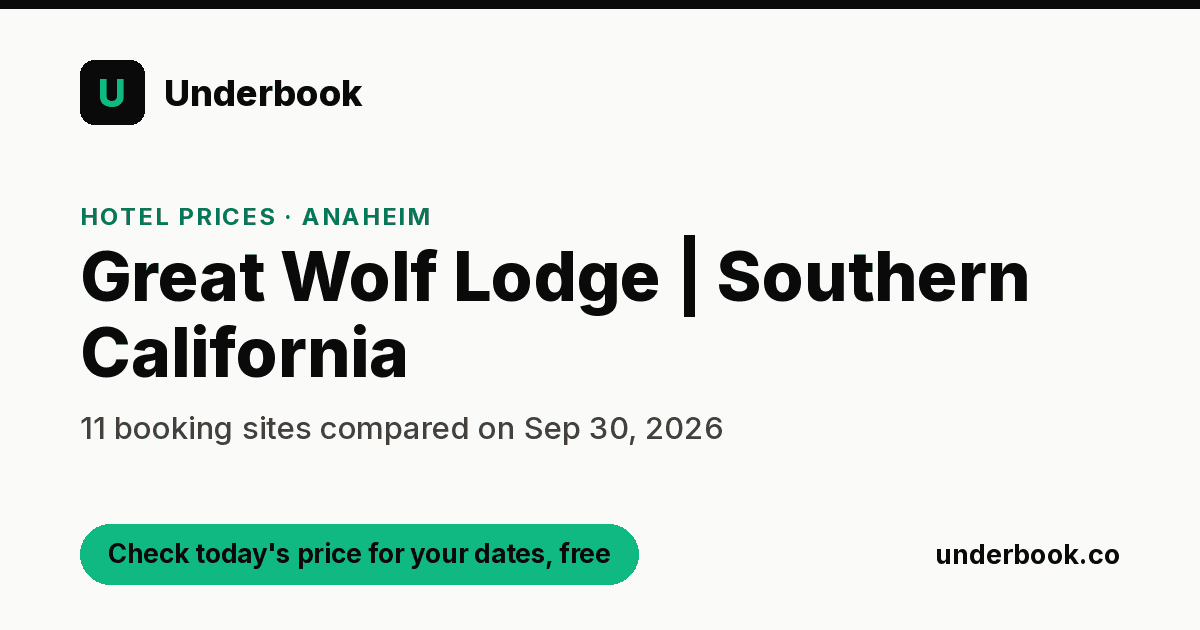 U
Underbook
HOTEL PRICES · ANAHEIM
Great Wolf Lodge | Southern
California
11 booking sites compared on Sep 30, 2026
Check today's price for your dates, free
underbook.co